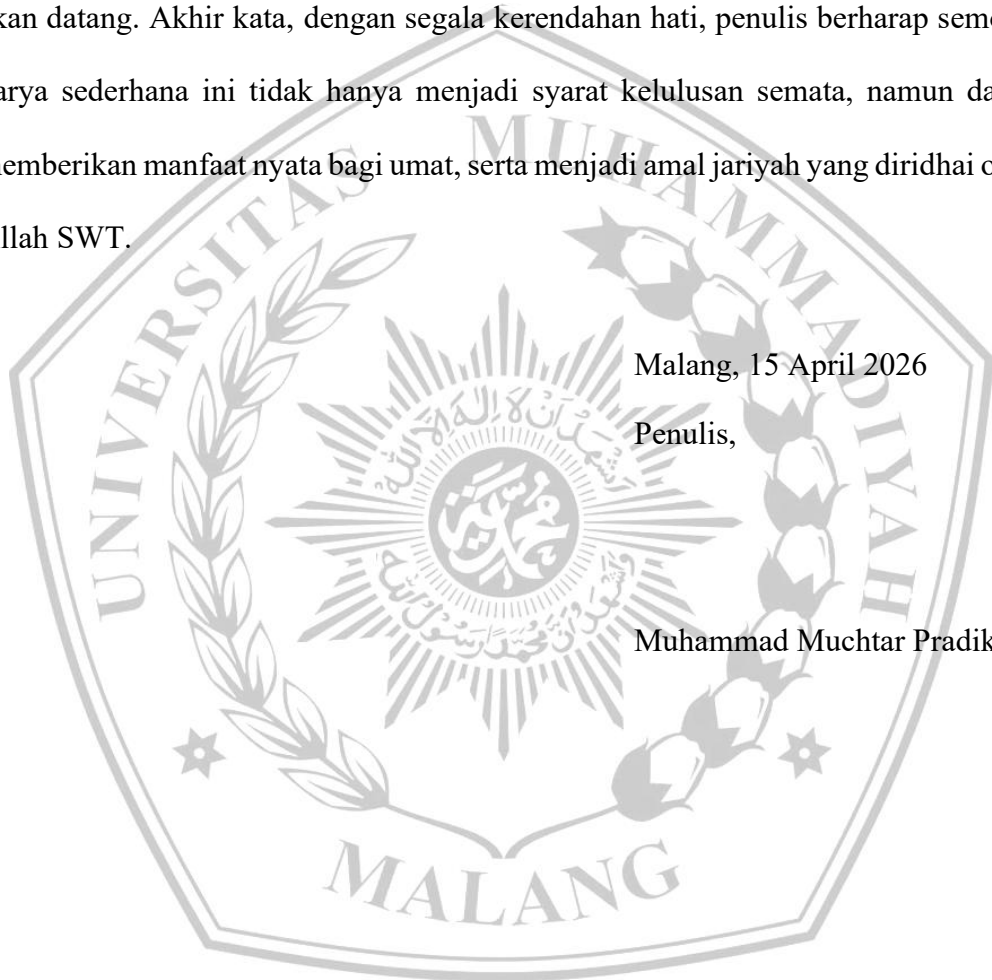 kan datang. Akhir kata, dengan segala kerendahan hati, penulis berharap semo
arya sederhana ini tidak hanya menjadi syarat kelulusan semata, namun da
nemberikan manfaat nyata bagi umat, serta menjadi amal jariyah yang diridhai o
llah SWT.
UNIVERSITAS MUHAMMADIYAH
Malang, 15 April 2026
Penulis,
Muhammad Muchtar Pradik
MALANG